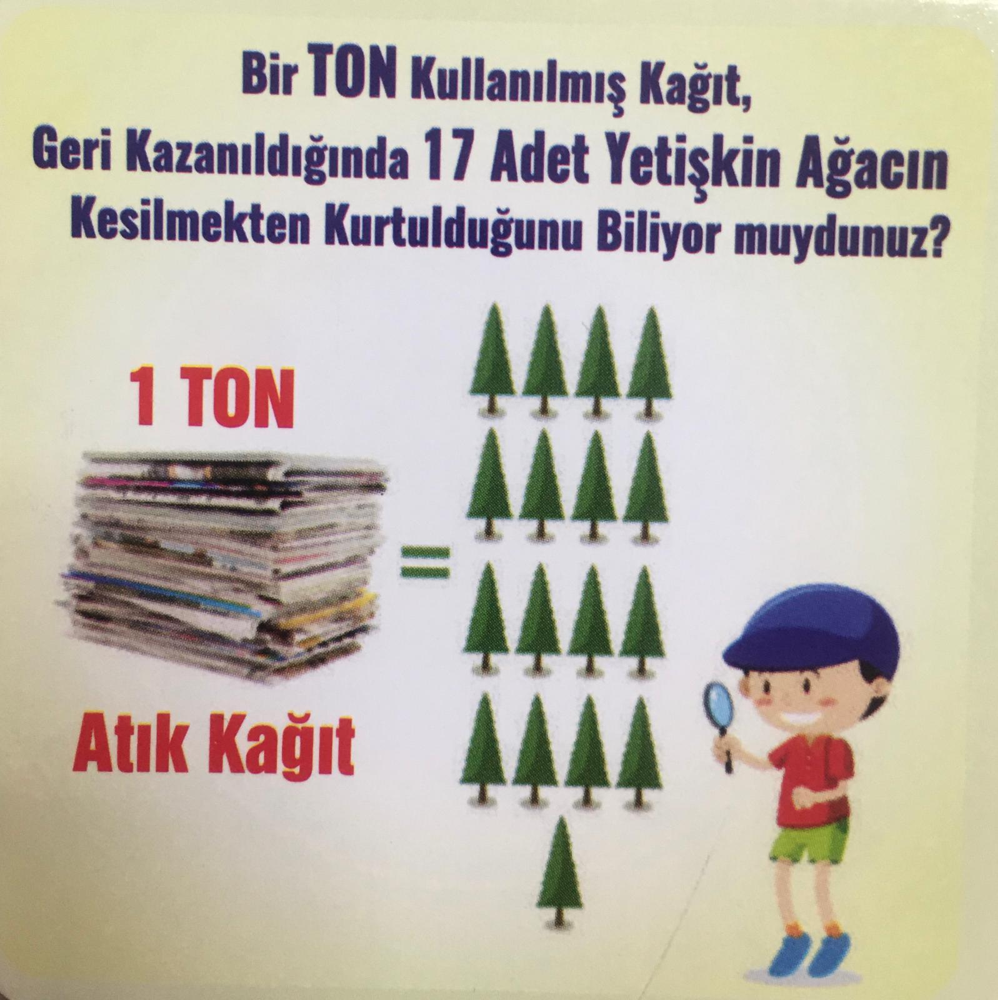 Bir TON Kullanılmış Kağıt,
Geri Kazanıldığında 17 Adet Yetişkin Ağacın
Kesilmekten Kurtulduğunu Biliyor muydunuz?
1 TON
=
Atık Kağıt